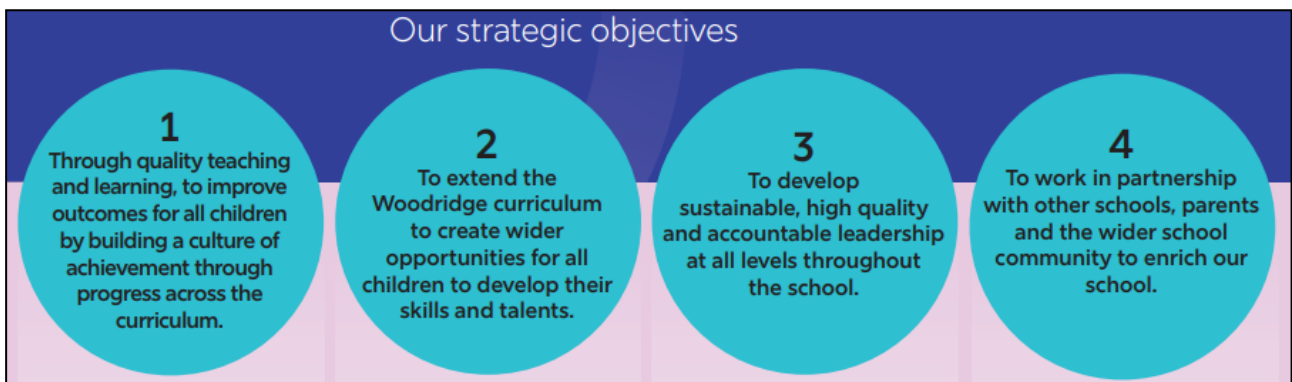 Our strategic objectives
1
Through quality teaching
and learning, to improve
outcomes for all children
by building a culture of
achievement through
progress across the
curriculum.
2
To extend the
Woodridge curriculum
to create wider
opportunities for all
children to develop their
skills and talents.
3
To develop
sustainable, high quality
and accountable leadership
at all levels throughout
the school.
4
To work in partnership
with other schools, parents
and the wider school
community to enrich our
school.